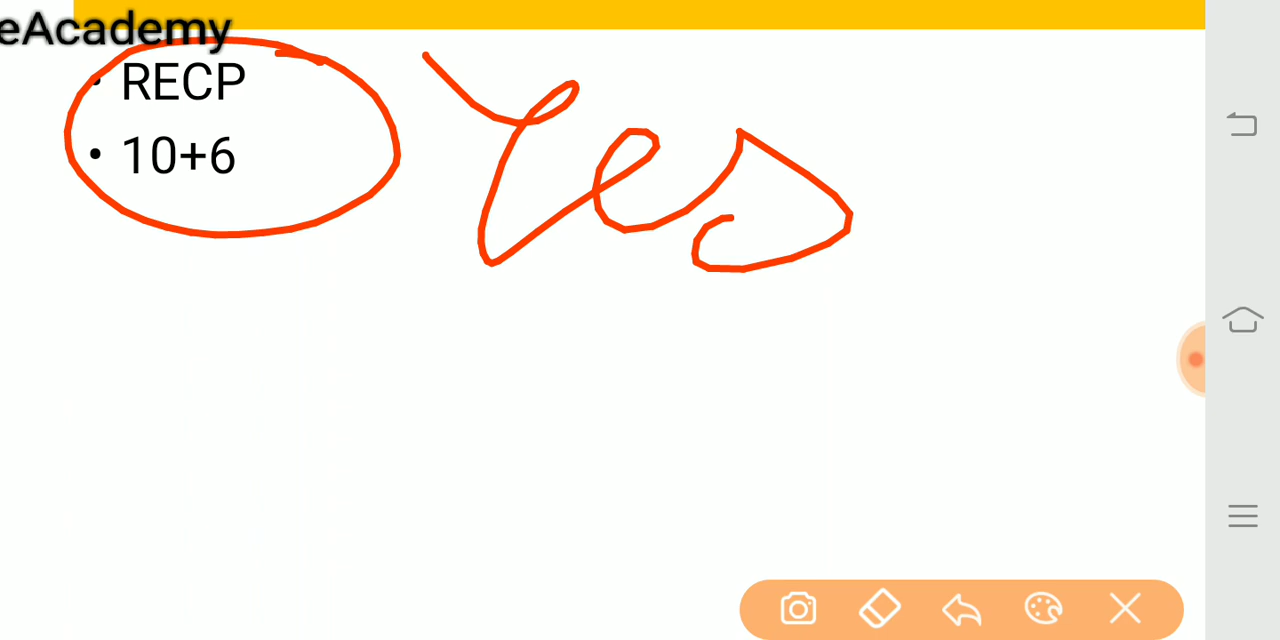 eAcademy
• RECP
• 10+6
Yes